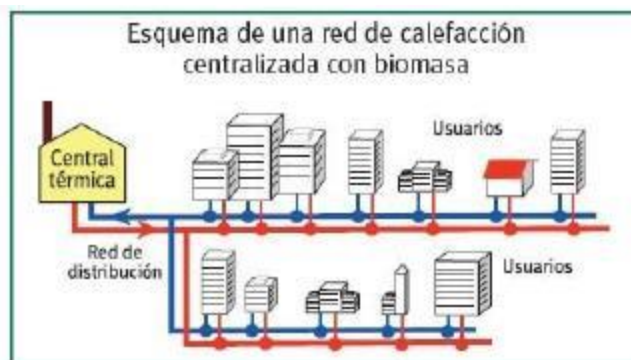 Esquema de una red de calefacción
centralizada con biomasa
Usuarios
Central
térmica
Red de
distribución
Usuarios